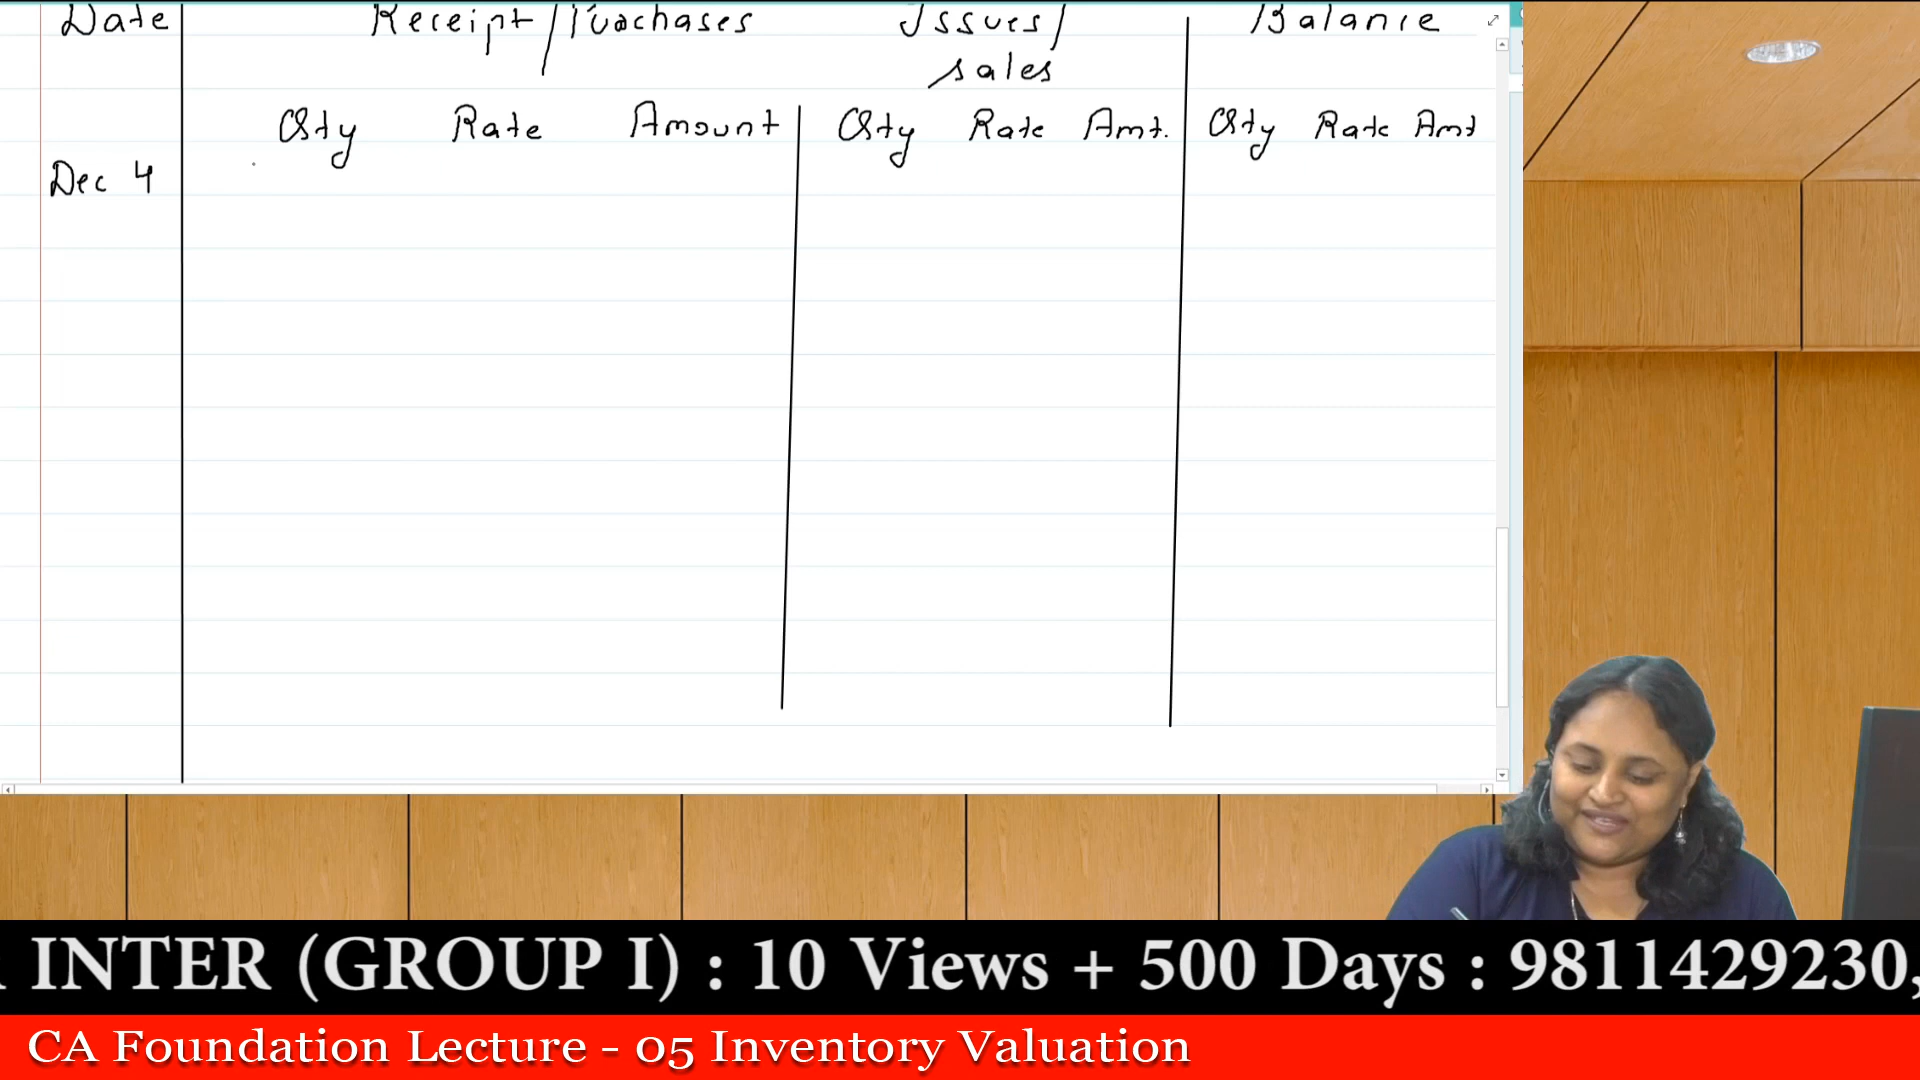 Date Receipt/Purchases Issues/ Balance
sales
Qty Rate Amount Qty Rate Amt. Qty Rate Amt
Dec 4
INTER (GROUP I) : 10 Views + 500 Days : 9811429230,
CA Foundation Lecture - 05 Inventory Valuation